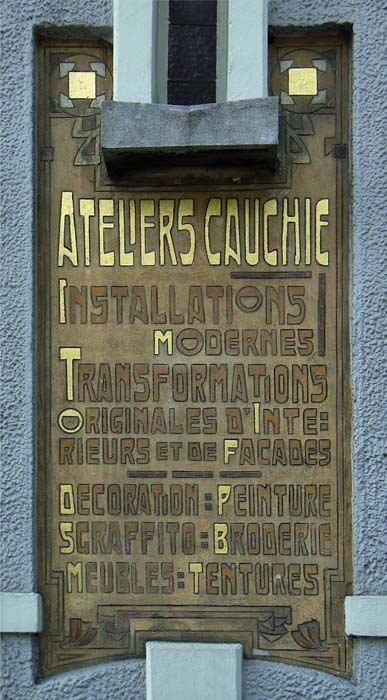 ATELIERS CAUCHIE
INSTALLATIONS
MODERNES
TRANSFORMATIONS
ORIGINALES D'INTE:
RIEURS ET DE FACADES
DECORATION : PEINTURE
SGRAFFITO : BRODERIE
MEUBLES : TENTURES